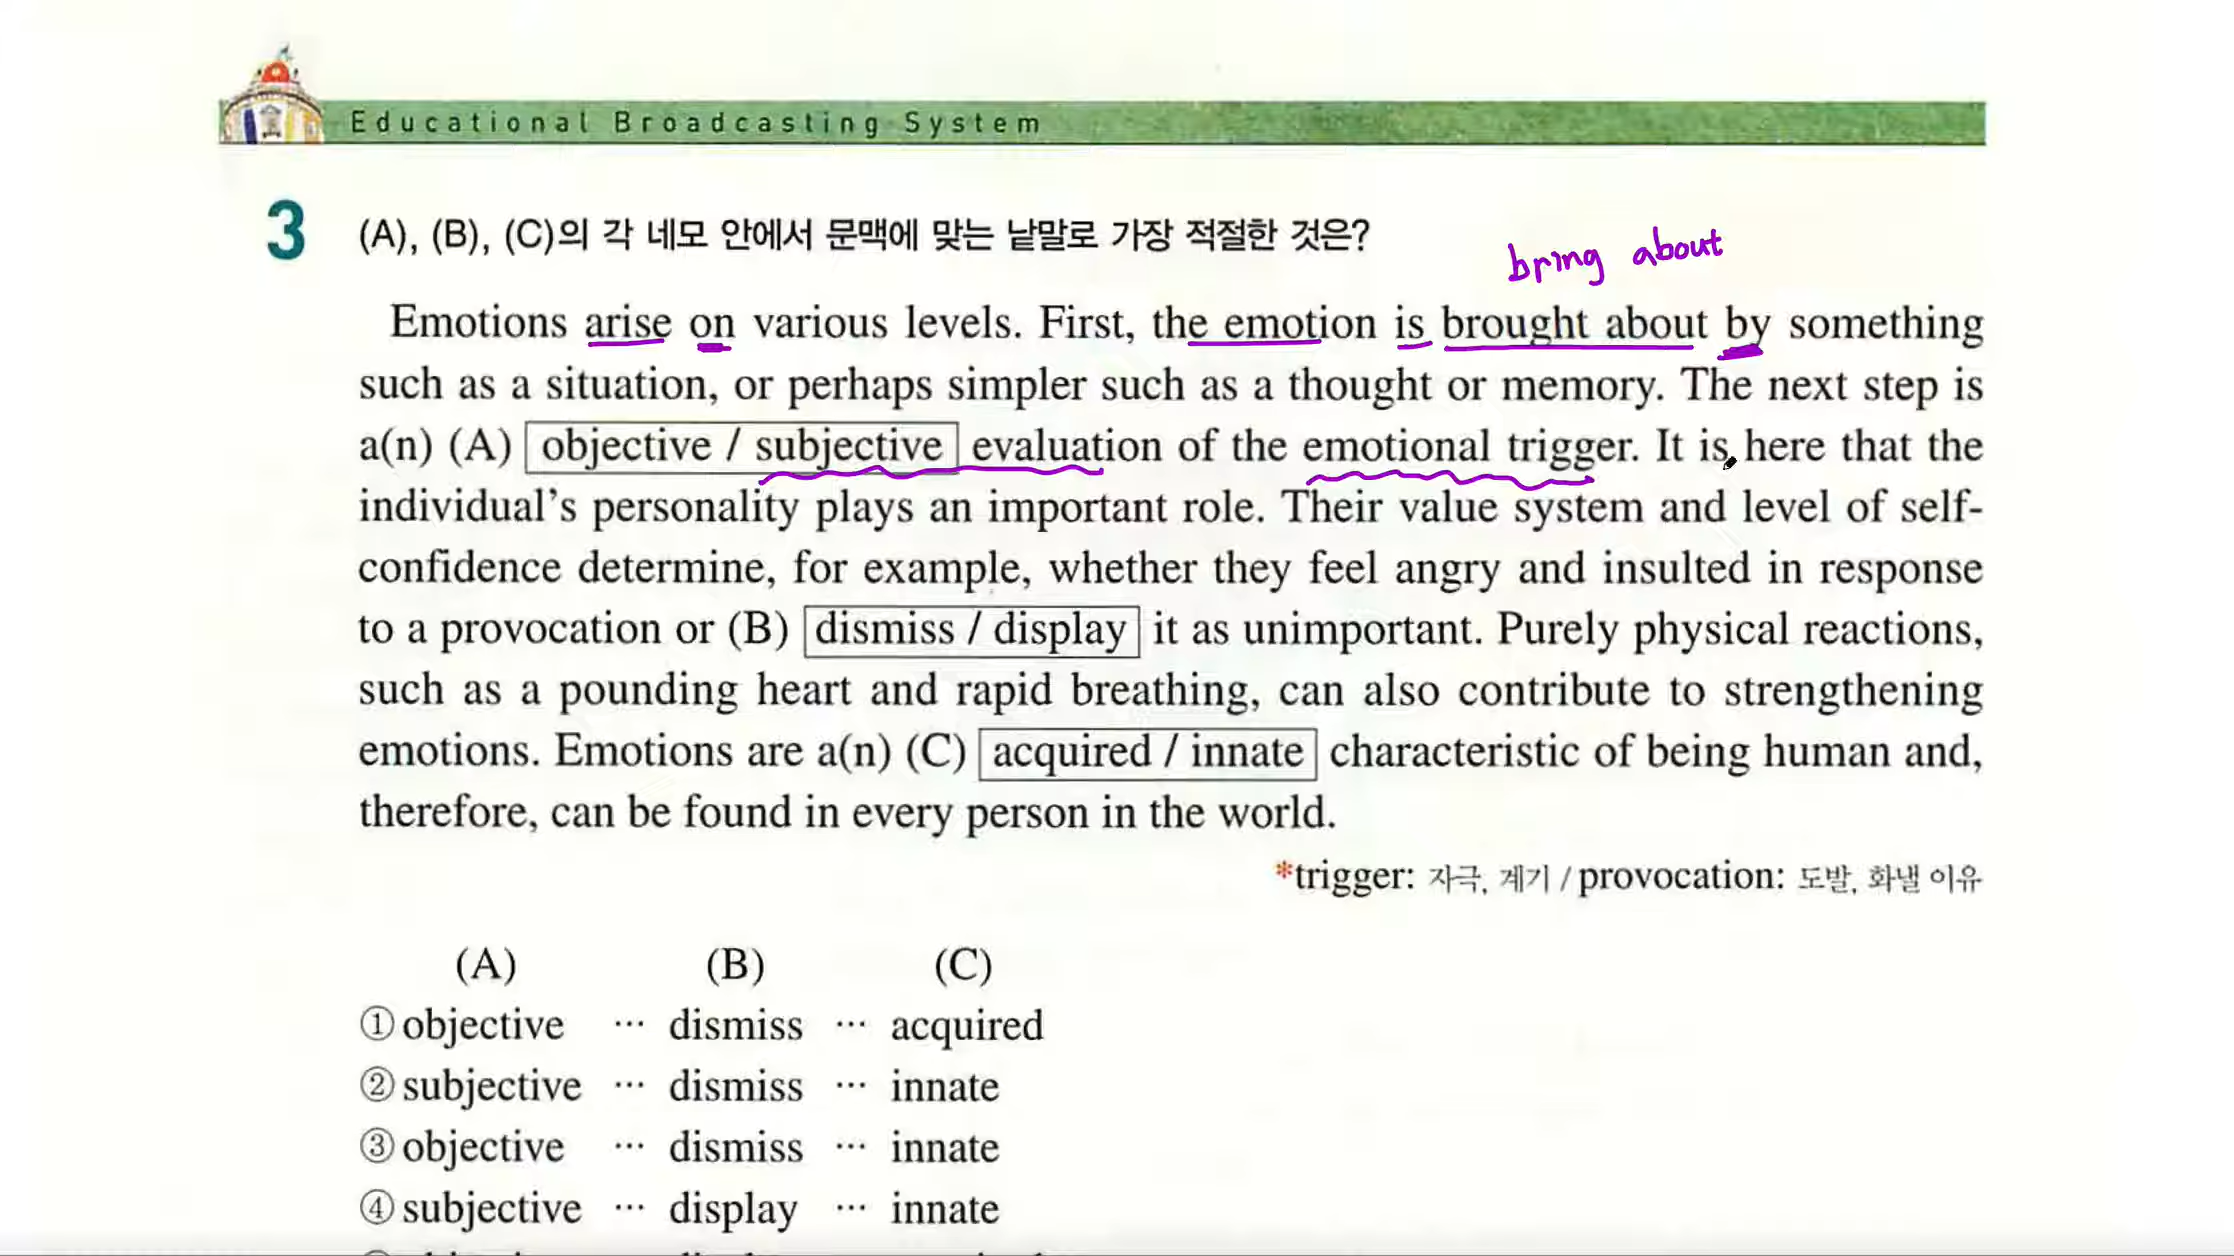 Educational Broadcasting System
3 (A), (B), (C)의 각 네모 안에서 문맥에 맞는 낱말로 가장 적절한 것은?
bring about
Emotions arise on various levels. First, the emotion is brought about by something
such as a situation, or perhaps simpler such as a thought or memory. The next step is
a(n) (A) objective / subjective evaluation of the emotional trigger. It is here that the
individual's personality plays an important role. Their value system and level of self-
confidence determine, for example, whether they feel angry and insulted in response
to a provocation or (B) dismiss / display it as unimportant. Purely physical reactions,
such as a pounding heart and rapid breathing, can also contribute to strengthening
emotions. Emotions are a(n) (C) acquired / innate characteristic of being human and,
therefore, can be found in every person in the world.
*trigger: 자극, 계기 / provocation: 도발, 화낼 이유
(A) (B) (C)
① objective … dismiss … acquired
② subjective … dismiss … innate
③ objective … dismiss … innate
④ subjective … display … innate